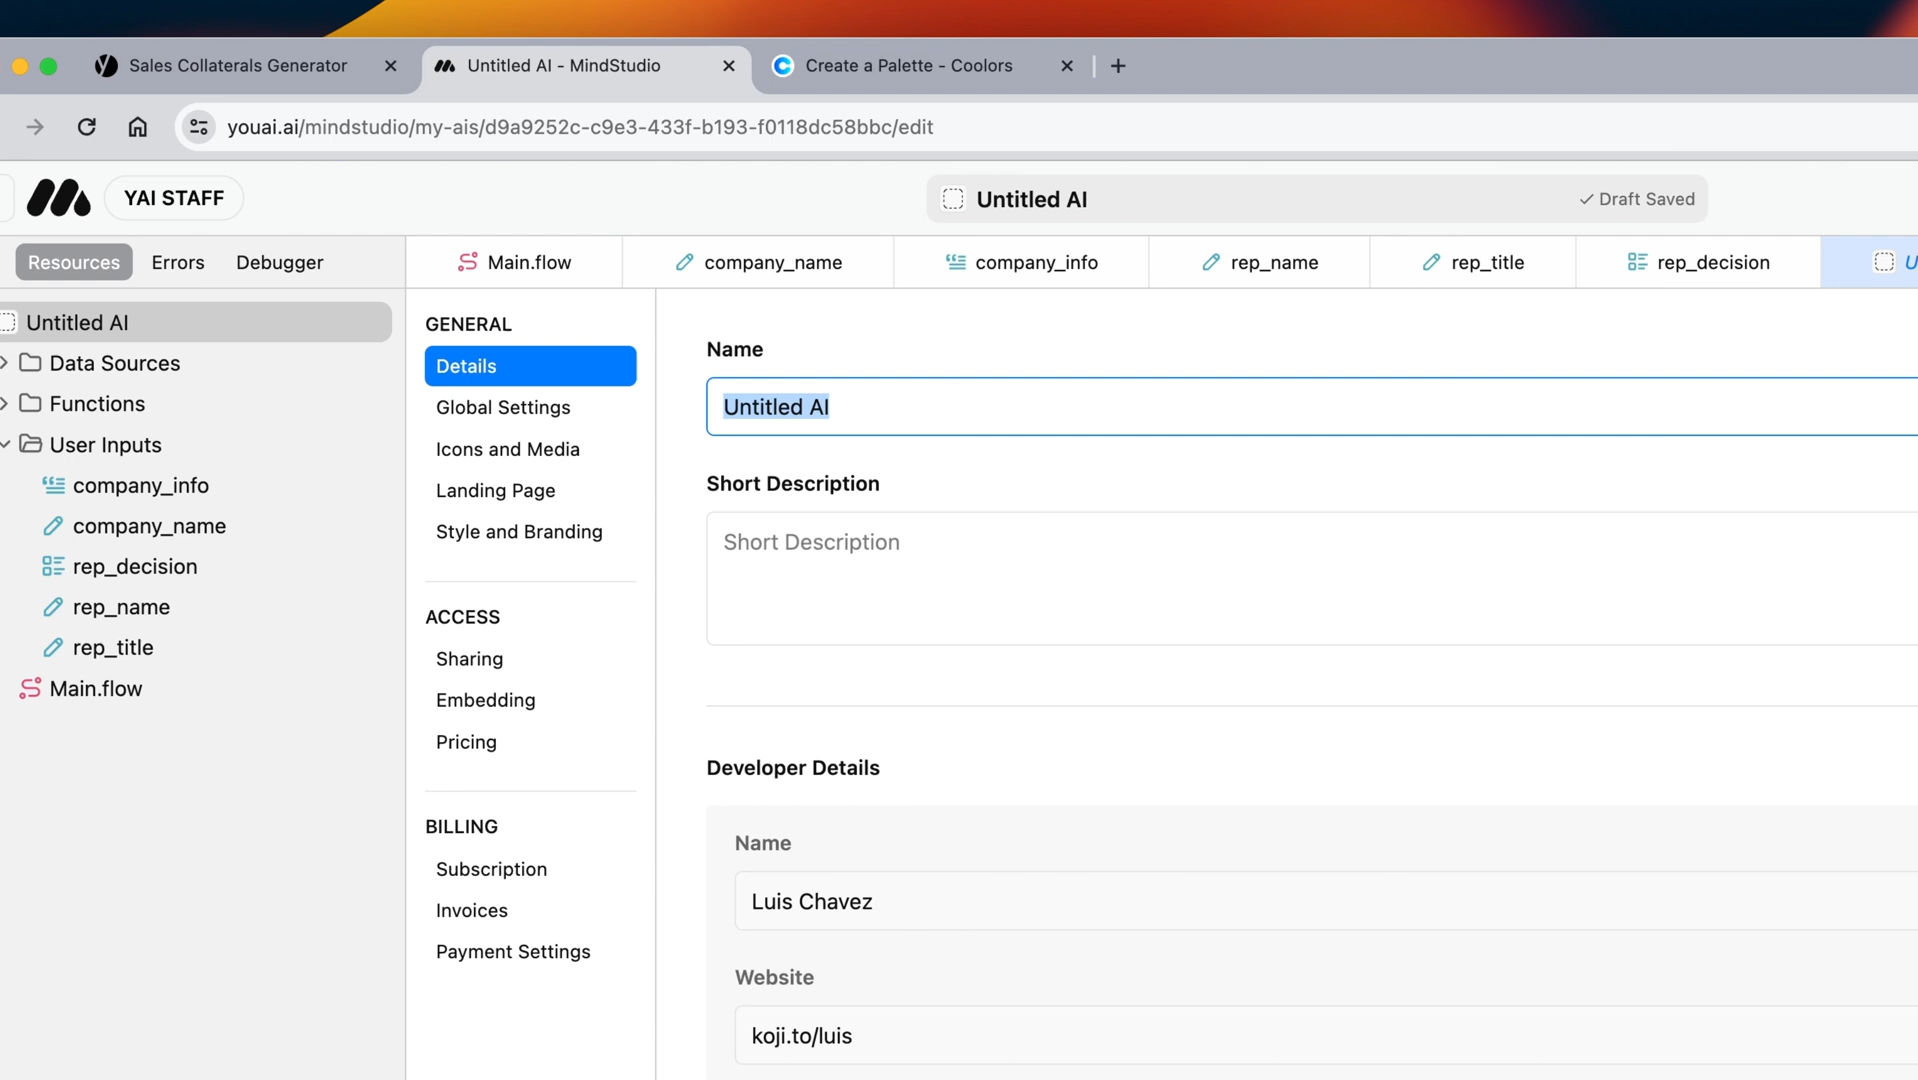 Sales Collaterals Generator
Untitled AI - MindStudio
Create a Palette - Coolors
youai.ai/mindstudio/my-ais/d9a9252c-c9e3-433f-b193-f0118dc58bbc/edit
YAI STAFF
Untitled AI
Draft Saved
Resources
Errors
Debugger
Main.flow
company_name
company_info
rep_name
rep_title
rep_decision
U
Untitled AI
Data Sources
Functions
User Inputs
company_info
company_name
rep_decision
rep_name
rep_title
Main.flow
GENERAL
Details
Global Settings
Icons and Media
Landing Page
Style and Branding
ACCESS
Sharing
Embedding
Pricing
BILLING
Subscription
Invoices
Payment Settings
Name
Untitled AI
Short Description
Short Description
Developer Details
Name
Luis Chavez
Website
koji.to/luis